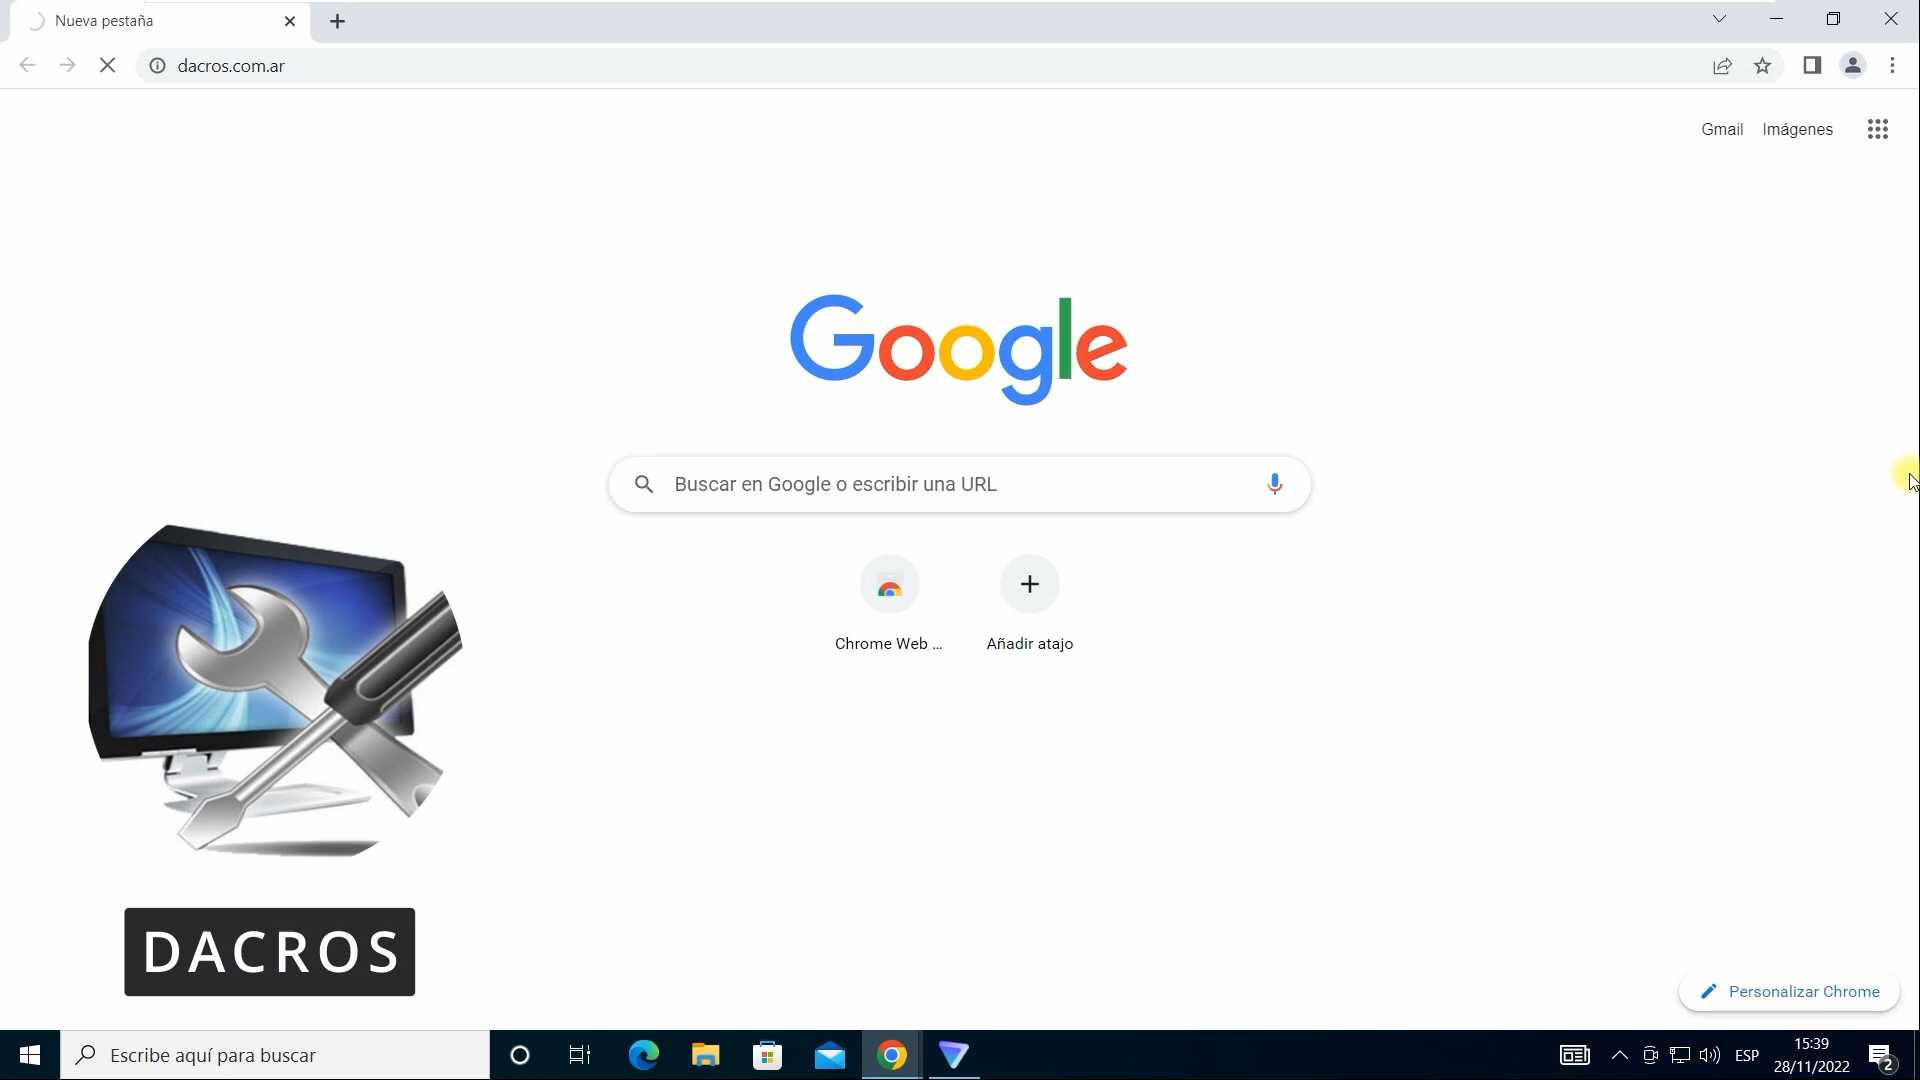 Nueva pestaña
dacros.com.ar
Gmail Imágenes
Google
Buscar en Google o escribir una URL
Chrome Web ...
Añadir atajo
DACROS
Personalizar Chrome
Escribe aquí para buscar
ESP
15:39
28/11/2022
2